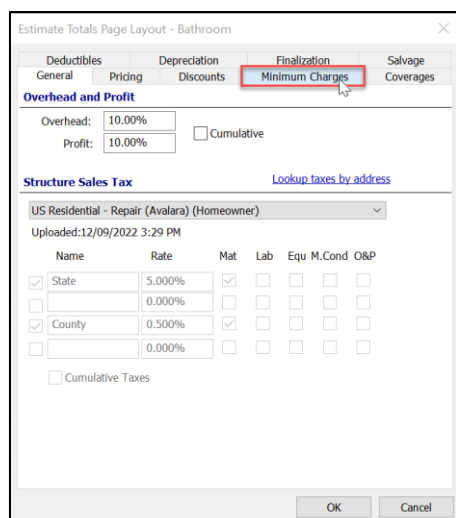 Estimate Totals Page Layout - Bathroom
Deductibles Depreciation Finalization Salvage
General Pricing Discounts Minimum Charges Coverages
Overhead and Profit
Overhead: 10.00%
Cumulative
Profit: 10.00%
Structure Sales Tax Lookup taxes by address
US Residential - Repair (Avalara) (Homeowner)
Uploaded:12/09/2022 3:29 PM
Name Rate Mat Lab Equ M.Cond O&P
State 5.000%
0.000%
County 0.500%
0.000%
Cumulative Taxes
OK Cancel